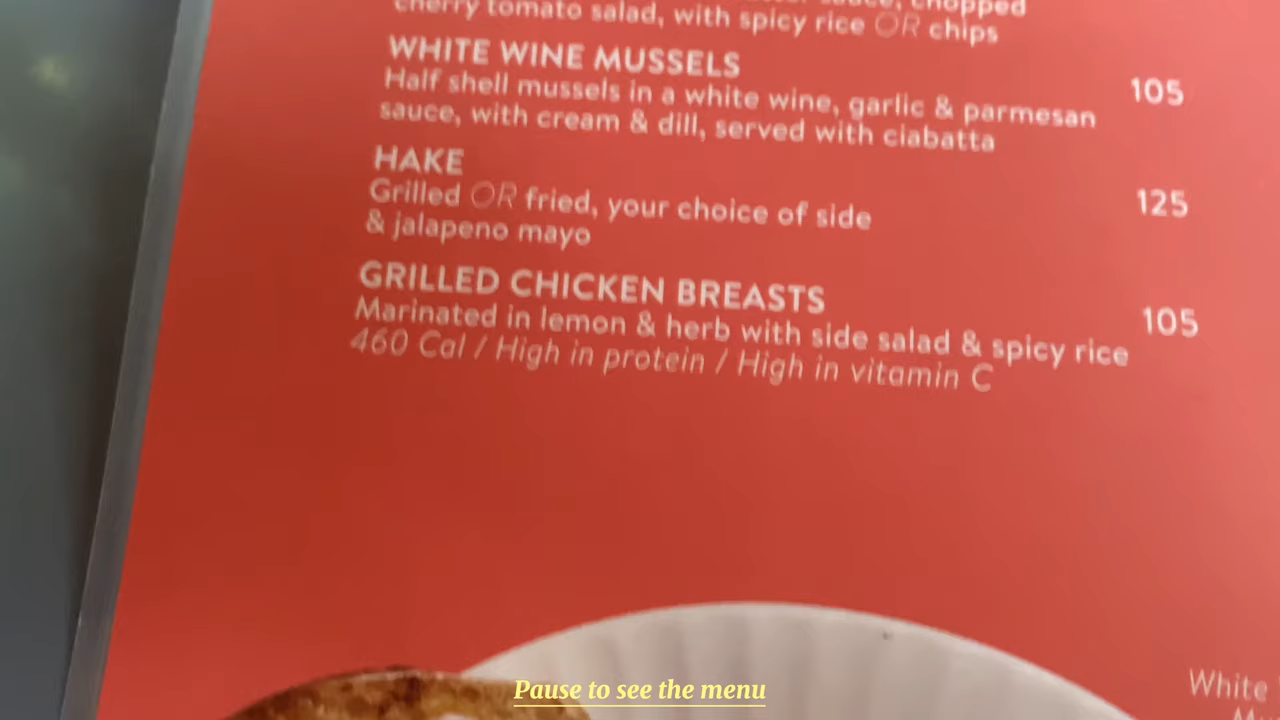 sauce, chopped
cherry tomato salad, with spicy rice OR chips
WHITE WINE MUSSELS
105
Half shell mussels in a white wine, garlic & parmesan
sauce, with cream & dill, served with ciabatta
HAKE
125
Grilled OR fried, your choice of side
& jalapeno mayo
GRILLED CHICKEN BREASTS
105
Marinated in lemon & herb with side salad & spicy rice
460 Cal / High in protein / High in vitamin C
White
Pause to see the menu